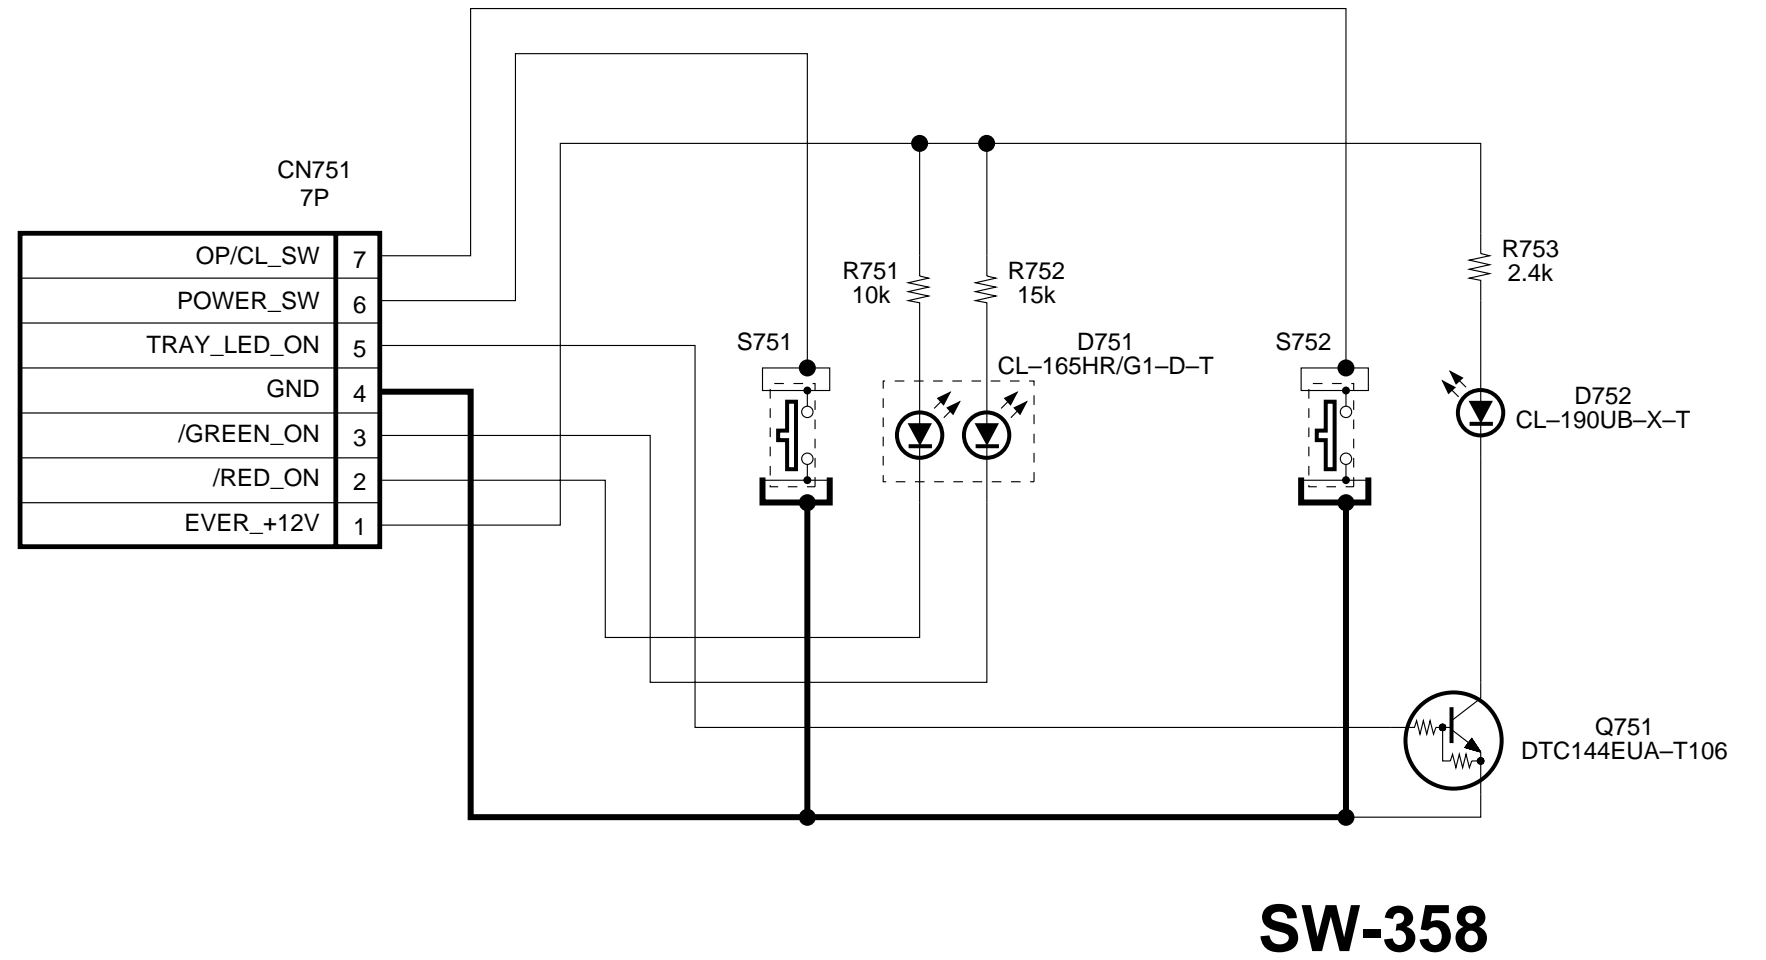 CN751
7P
OP/CL_SW 7
POWER_SW 6
TRAY_LED_ON 5
GND 4
/GREEN_ON 3
/RED_ON 2
EVER_+12V 1
S751
R751
10k
R752
15k
D751
CL–165HR/G1–D–T
S752
R753
2.4k
D752
CL–190UB–X–T
Q751
DTC144EUA–T106
SW-358